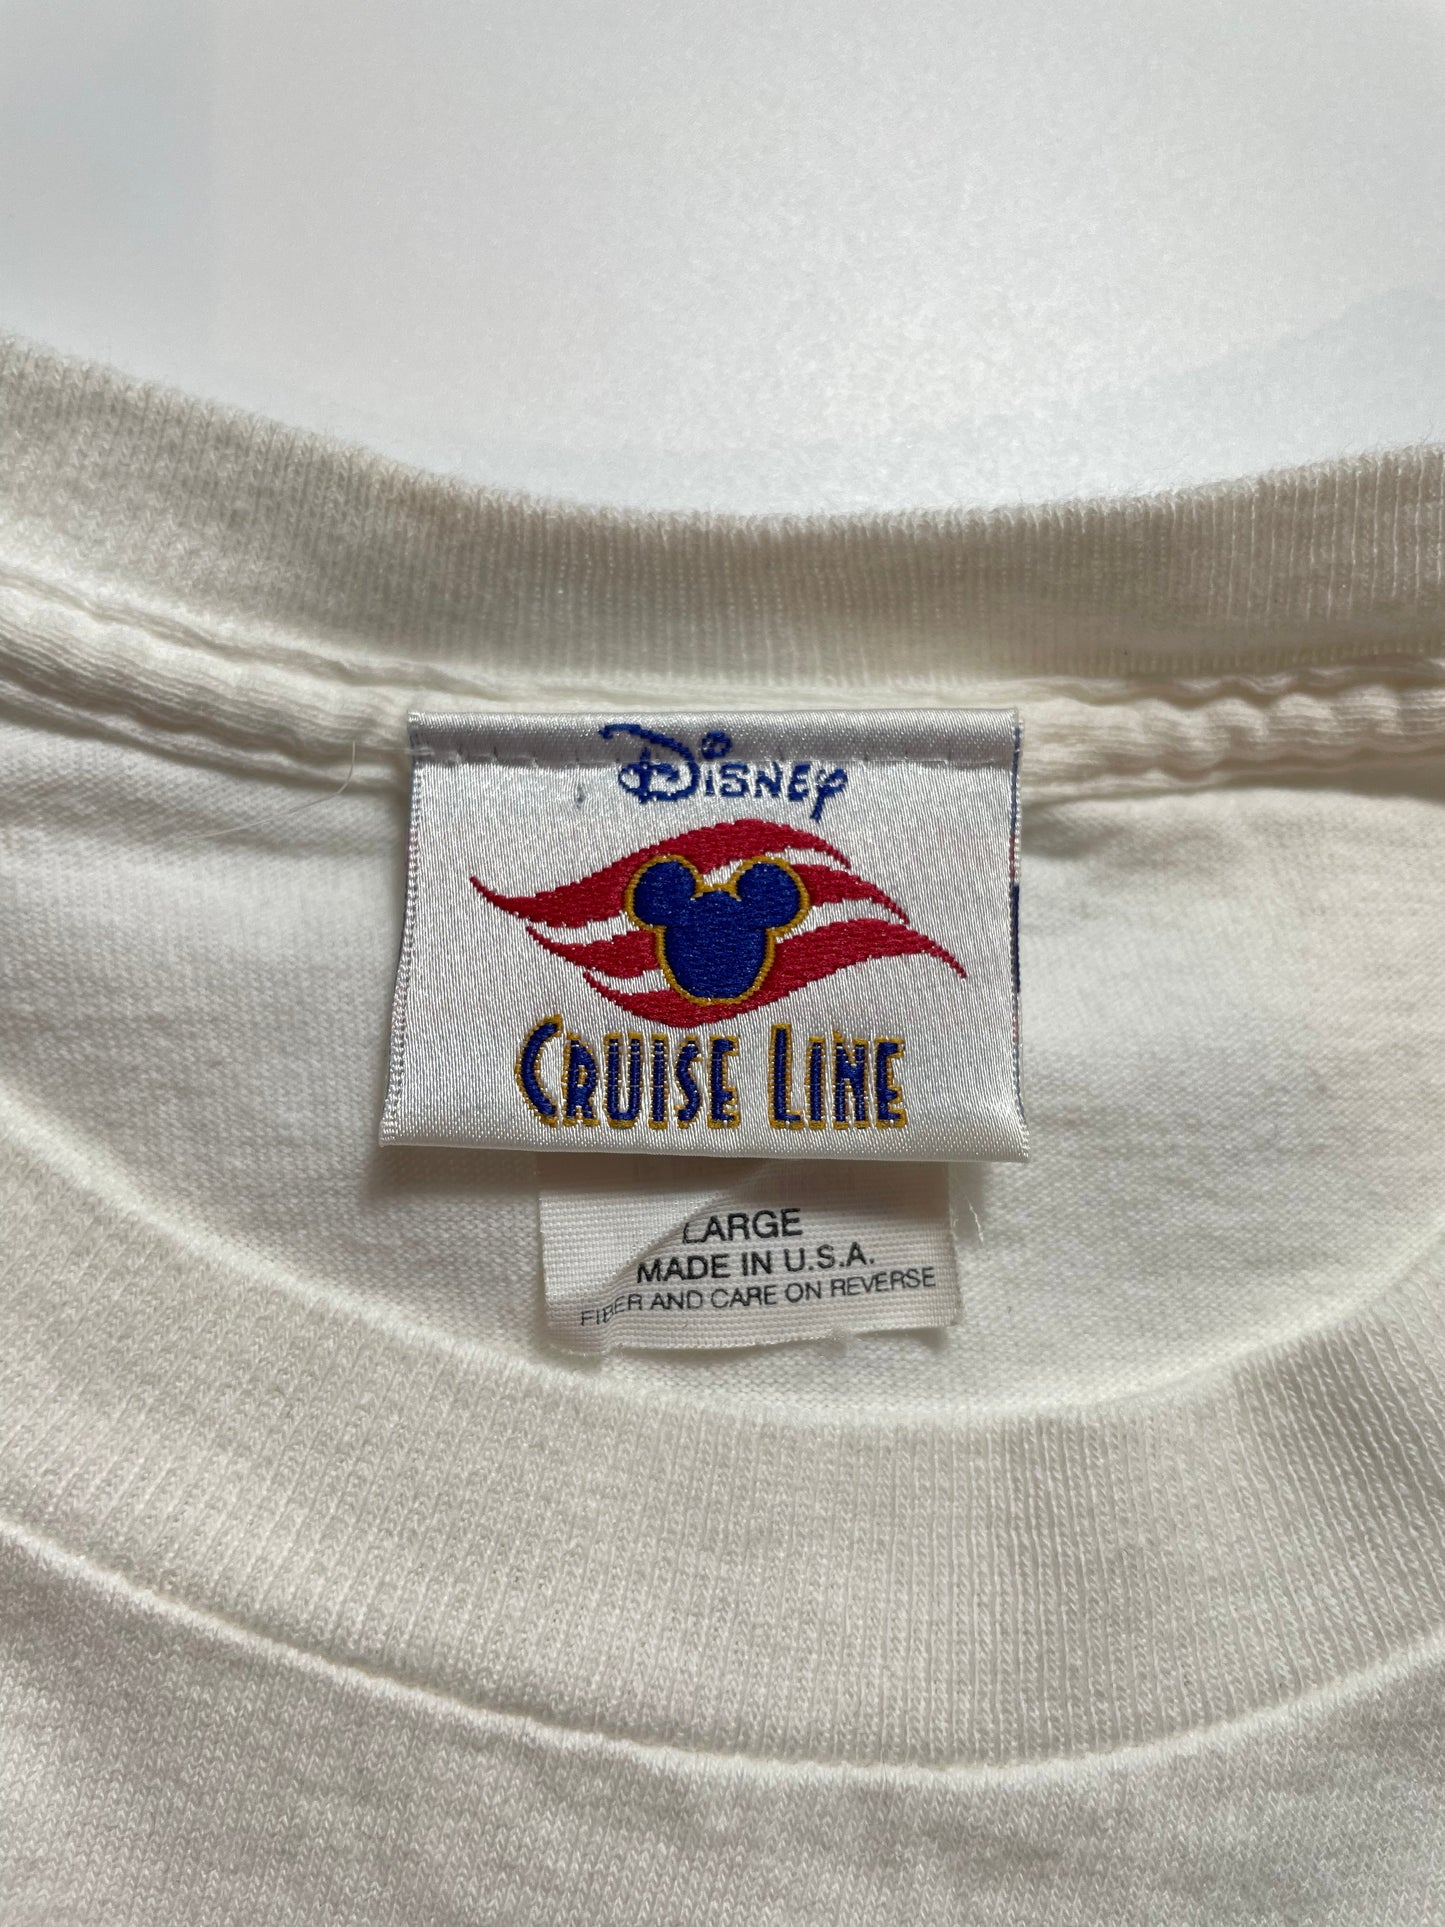 Disney
CRUISE LINE
LARGE
MADE IN U.S.A.
FIBER AND CARE ON REVERSE